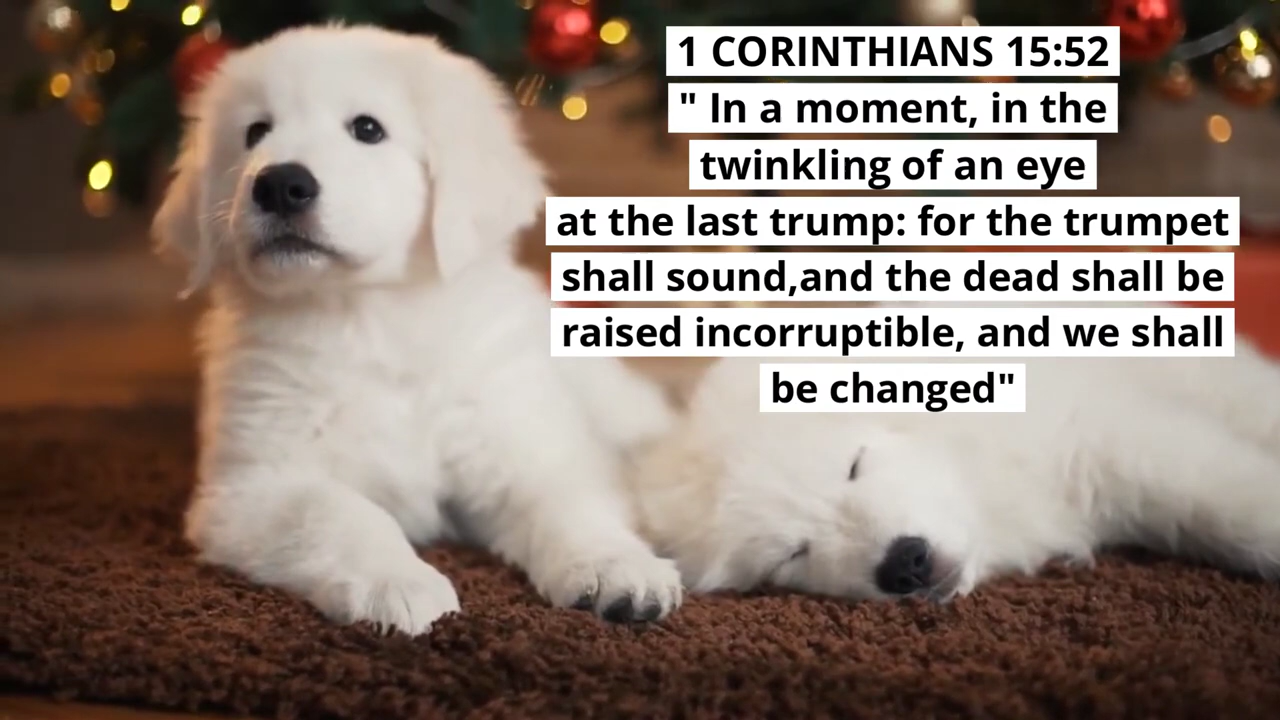 1 CORINTHIANS 15:52
" In a moment, in the
twinkling of an eye
at the last trump: for the trumpet
shall sound,and the dead shall be
raised incorruptible, and we shall
be changed"